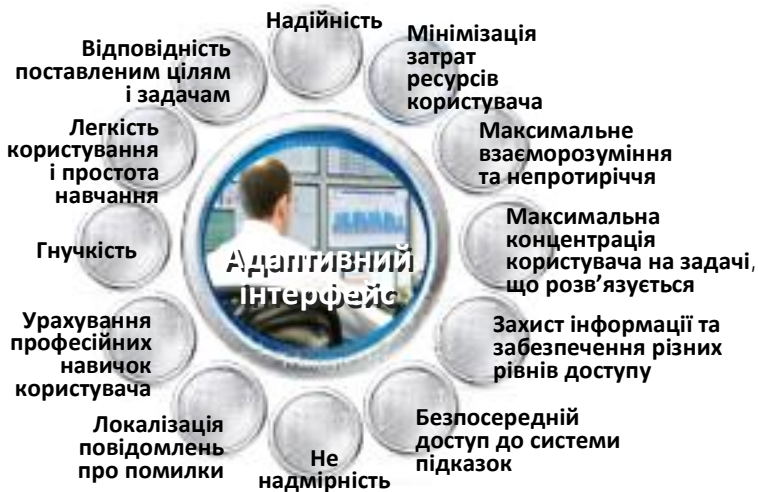 Надійність
Мінімізація
затрат
ресурсів
користувача
Максимальне
взаєморозуміння
та непротиріччя
Максимальна
концентрація
користувача на задачі,
що розв’язується
Захист інформації та
забезпечення різних
рівнів доступу
Безпосередній
доступ до системи
підказок
Не
надмірність
Локалізація
повідомлень
про помилки
Урахування
професійних
навичок
користувача
Гнучкість
Легкість
користування
і простота
навчання
Відповідність
поставленим цілям
і задачам
Адаптивний
інтерфейс